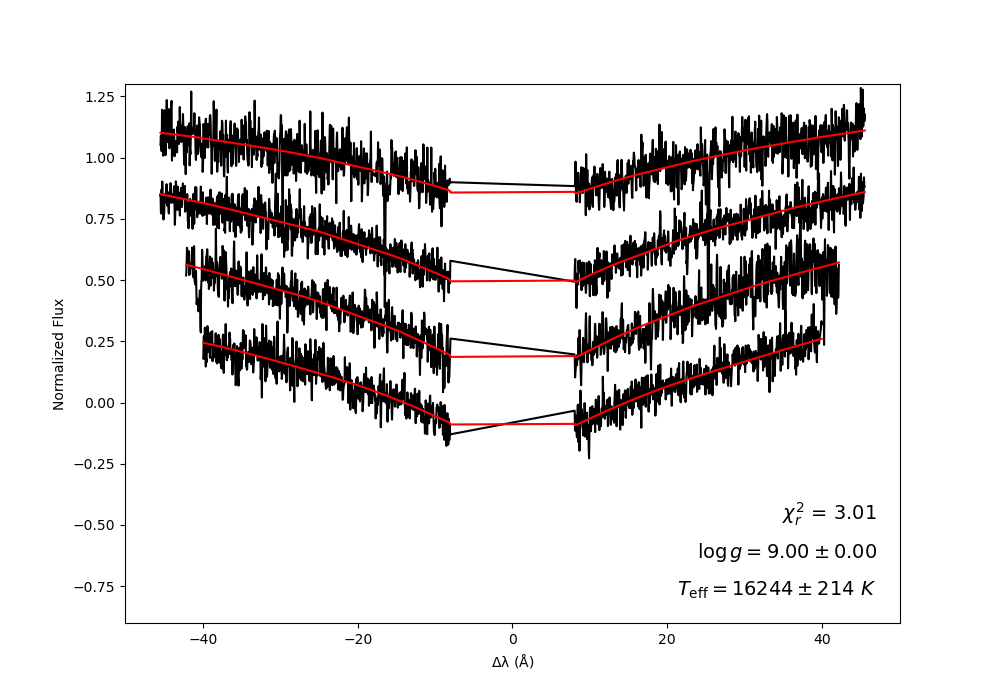 1.25
1.00
0.75
0.50
0.25
0.00
−0.25
−0.50
−0.75
Normalized Flux
χ²ᵣ = 3.01
log g = 9.00 ± 0.00
T_eff = 16244 ± 214 K
−40 −20 0 20 40
Δλ (Å)